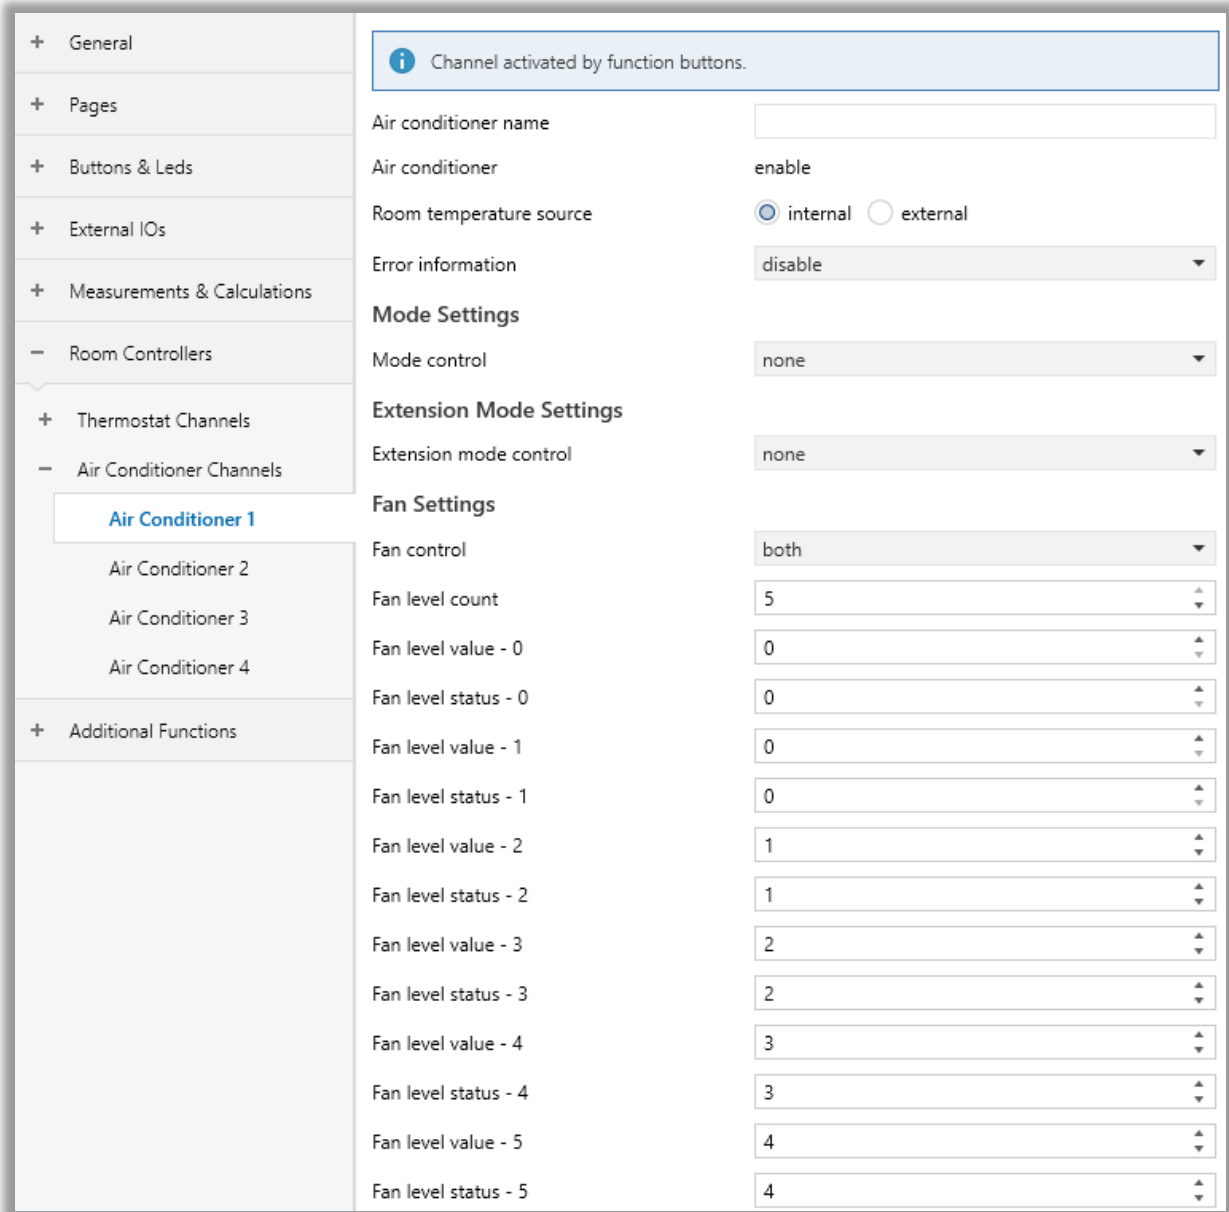 General
Pages
Buttons & Leds
External IOs
Measurements & Calculations
Room Controllers
Thermostat Channels
Air Conditioner Channels
Air Conditioner 1
Air Conditioner 2
Air Conditioner 3
Air Conditioner 4
Additional Functions
Channel activated by function buttons.
Air conditioner name
Air conditioner enable
Room temperature source internal external
Error information disable
Mode Settings
Mode control none
Extension Mode Settings
Extension mode control none
Fan Settings
Fan control both
Fan level count 5
Fan level value - 0 0
Fan level status - 0 0
Fan level value - 1 0
Fan level status - 1 0
Fan level value - 2 1
Fan level status - 2 1
Fan level value - 3 2
Fan level status - 3 2
Fan level value - 4 3
Fan level status - 4 3
Fan level value - 5 4
Fan level status - 5 4